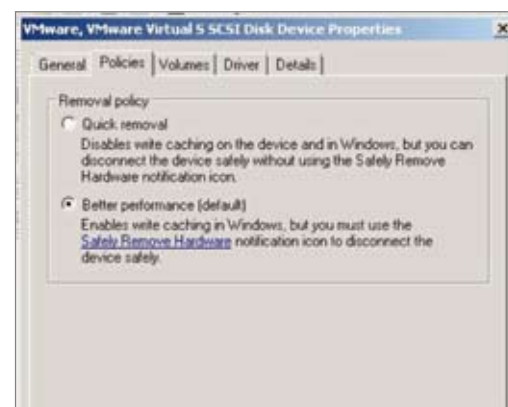 VMware, VMware Virtual S SCSI Disk Device Properties
General Policies Volumes Driver Details
Removal policy
Quick removal
Disables write caching on the device and in Windows, but you can
disconnect the device safely without using the Safely Remove
Hardware notification icon.
Better performance (default)
Enables write caching in Windows, but you must use the
Safely Remove Hardware notification icon to disconnect the
device safely.